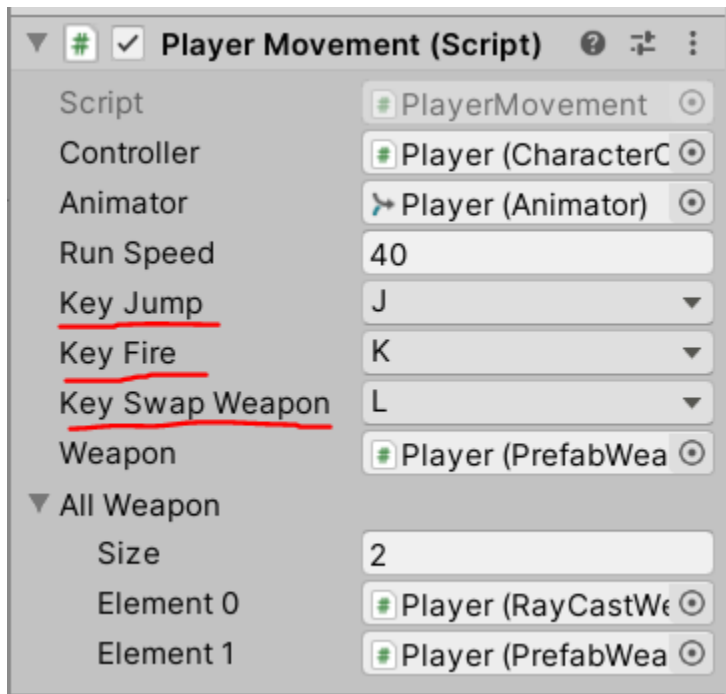 Player Movement (Script)
Script PlayerMovement
Controller Player (CharacterC
Animator Player (Animator)
Run Speed 40
Key Jump J
Key Fire K
Key Swap Weapon L
Weapon Player (PrefabWea
All Weapon
Size 2
Element 0 Player (RayCastWe
Element 1 Player (PrefabWea